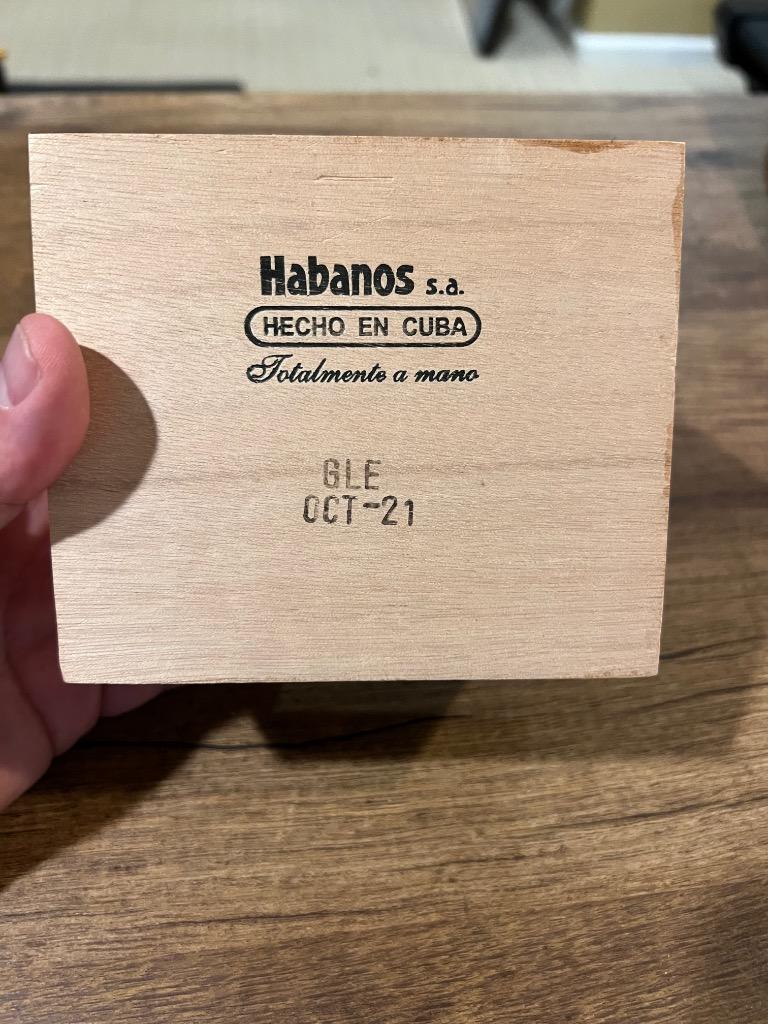 Habanos s.a.
HECHO EN CUBA
Totalmente a mano
GLE
OCT-21